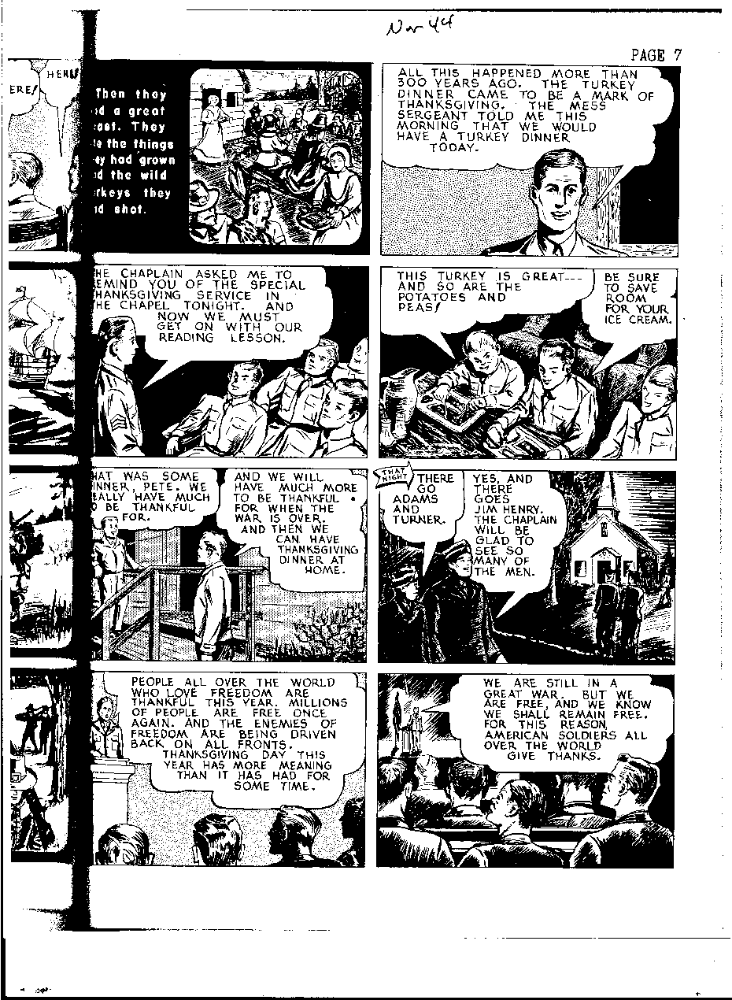 Nov 44
PAGE 7
HERE!
ERE!
Then they
d a great
east. They
the things
ey had grown
d the wild
rkeys they
d shot.
ALL THIS HAPPENED MORE THAN
300 YEARS AGO. THE TURKEY
DINNER CAME TO BE A MARK OF
THANKSGIVING. THE MESS
SERGEANT TOLD ME THIS
MORNING THAT WE WOULD
HAVE A TURKEY DINNER
TODAY.
HE CHAPLAIN ASKED ME TO
EMIND YOU OF THE SPECIAL
HANKSGIVING SERVICE IN
HE CHAPEL TONIGHT. AND
NOW WE MUST
GET ON WITH OUR
READING LESSON.
THIS TURKEY IS GREAT---
AND SO ARE THE
POTATOES AND
PEAS!
BE SURE
TO SAVE
ROOM
FOR YOUR
ICE CREAM.
HAT WAS SOME
INNER, PETE. WE
EALLY HAVE MUCH
O BE THANKFUL
FOR.
AND WE WILL
HAVE MUCH MORE
TO BE THANKFUL
FOR WHEN THE
WAR IS OVER.
AND THEN WE
CAN HAVE
THANKSGIVING
DINNER AT
HOME.
THAT
NIGHT
THERE
GO
ADAMS
AND
TURNER.
YES, AND
THERE
GOES
JIM HENRY.
THE CHAPLAIN
WILL BE
GLAD TO
SEE SO
MANY OF
THE MEN.
PEOPLE ALL OVER THE WORLD
WHO LOVE FREEDOM ARE
THANKFUL THIS YEAR. MILLIONS
OF PEOPLE ARE FREE ONCE
AGAIN. AND THE ENEMIES OF
FREEDOM ARE BEING DRIVEN
BACK ON ALL FRONTS.
THANKSGIVING DAY THIS
YEAR HAS MORE MEANING
THAN IT HAS HAD FOR
SOME TIME.
WE ARE STILL IN A
GREAT WAR. BUT WE
ARE FREE, AND WE KNOW
WE SHALL REMAIN FREE.
FOR THIS REASON,
AMERICAN SOLDIERS ALL
OVER THE WORLD
GIVE THANKS.